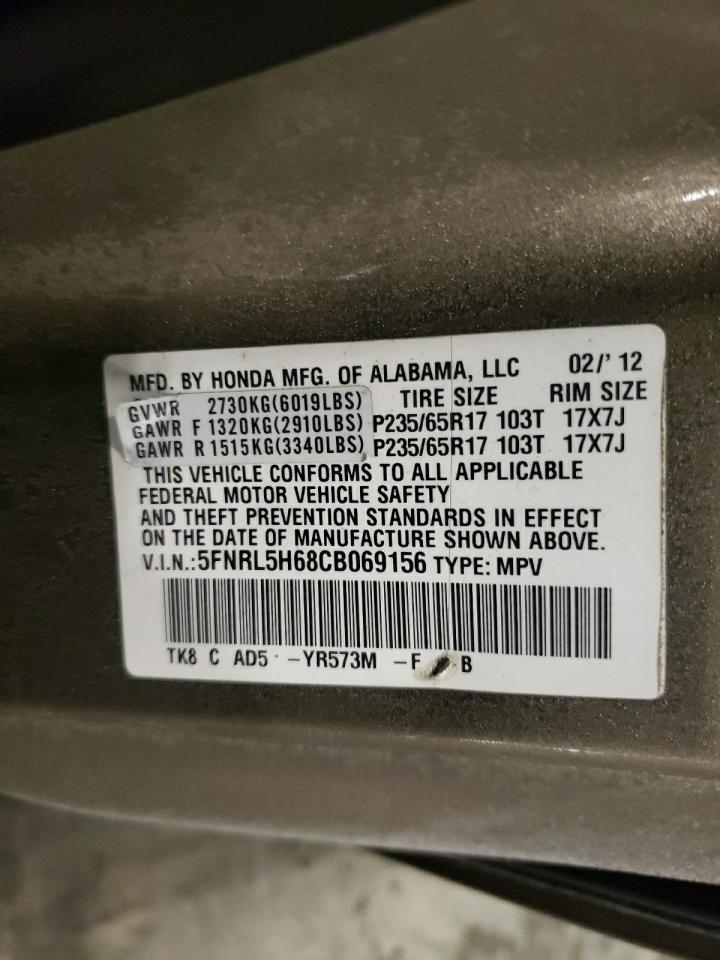 MFD. BY HONDA MFG. OF ALABAMA, LLC 02/' 12
GVWR 2730KG(6019LBS) TIRE SIZE RIM SIZE
GAWR F 1320KG(2910LBS) P235/65R17 103T 17X7J
GAWR R 1515KG(3340LBS) P235/65R17 103T 17X7J
THIS VEHICLE CONFORMS TO ALL APPLICABLE
FEDERAL MOTOR VEHICLE SAFETY
AND THEFT PREVENTION STANDARDS IN EFFECT
ON THE DATE OF MANUFACTURE SHOWN ABOVE.
V.I.N.:5FNRL5H68CB069156 TYPE: MPV
TK8 C AD5 -YR573M -F B